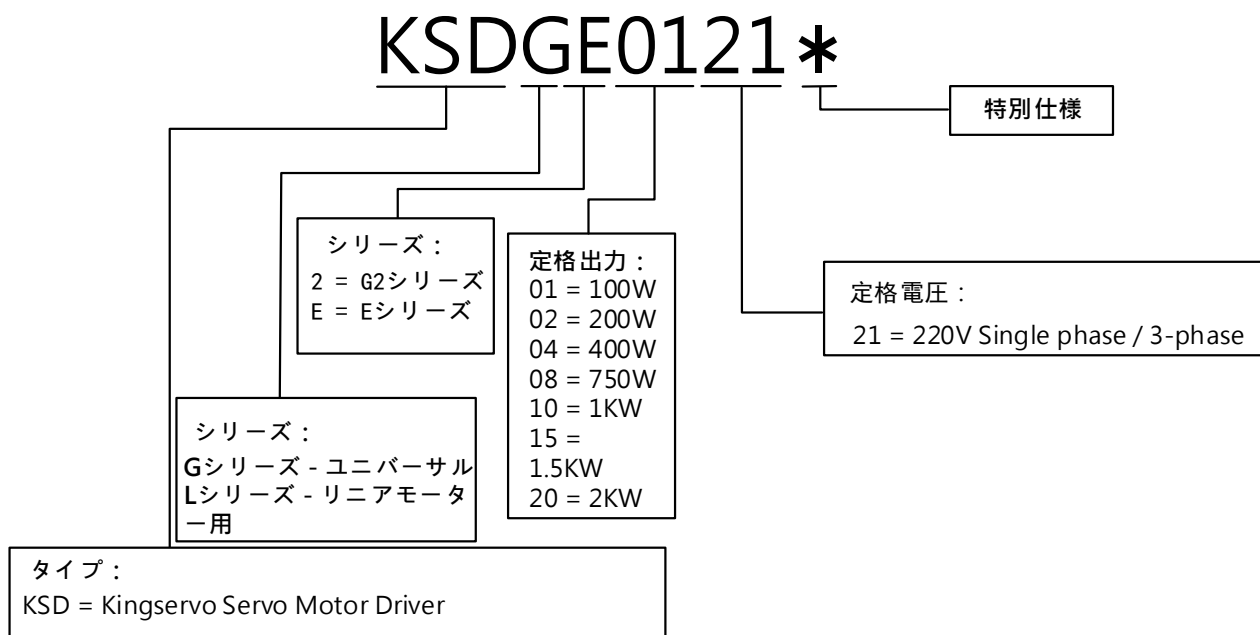 KSDGE0121*
特別仕様
シリーズ：
2 = G2シリーズ
E = Eシリーズ
定格出力：
01 = 100W
02 = 200W
04 = 400W
08 = 750W
10 = 1KW
15 =
1.5KW
20 = 2KW
定格電圧：
21 = 220V Single phase / 3-phase
シリーズ：
Gシリーズ - ユニバーサル
Lシリーズ - リニアモータ
ー用
タイプ：
KSD = Kingservo Servo Motor Driver